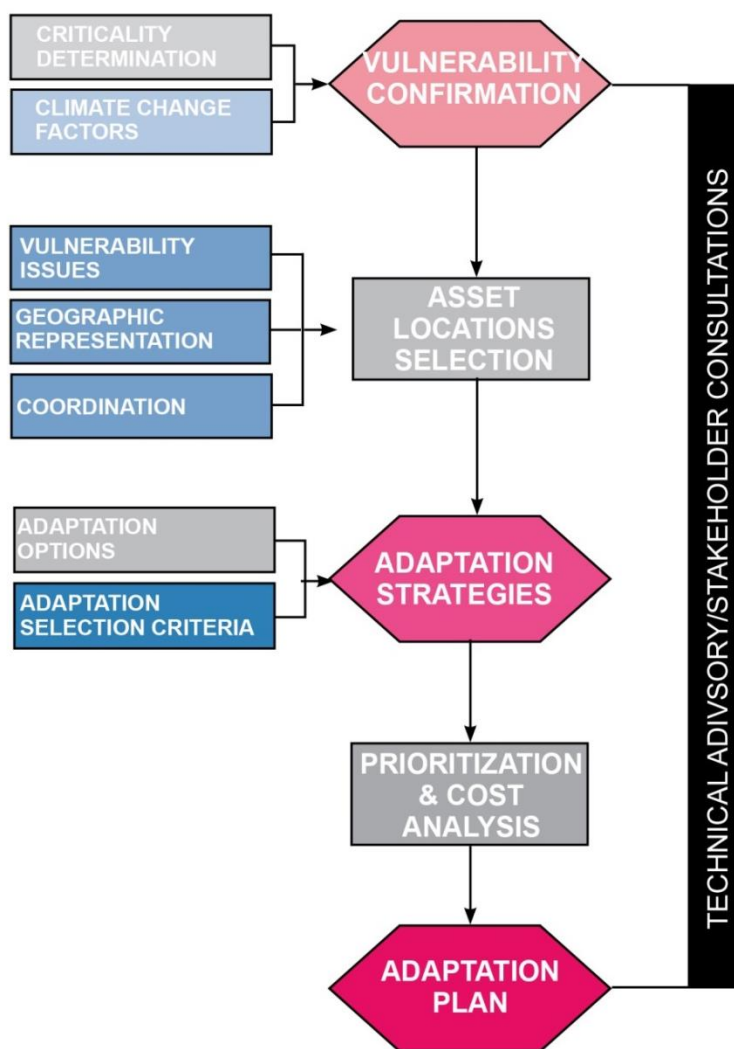 CRITICALITY
DETERMINATION
CLIMATE CHANGE
FACTORS
VULNERABILITY
CONFIRMATION
VULNERABILITY
ISSUES
GEOGRAPHIC
REPRESENTATION
COORDINATION
ASSET
LOCATIONS
SELECTION
ADAPTATION
OPTIONS
ADAPTATION
SELECTION CRITERIA
ADAPTATION
STRATEGIES
PRIORITIZATION
& COST
ANALYSIS
ADAPTATION
PLAN
TECHNICAL ADIVSORY/STAKEHOLDER CONSULTATIONS